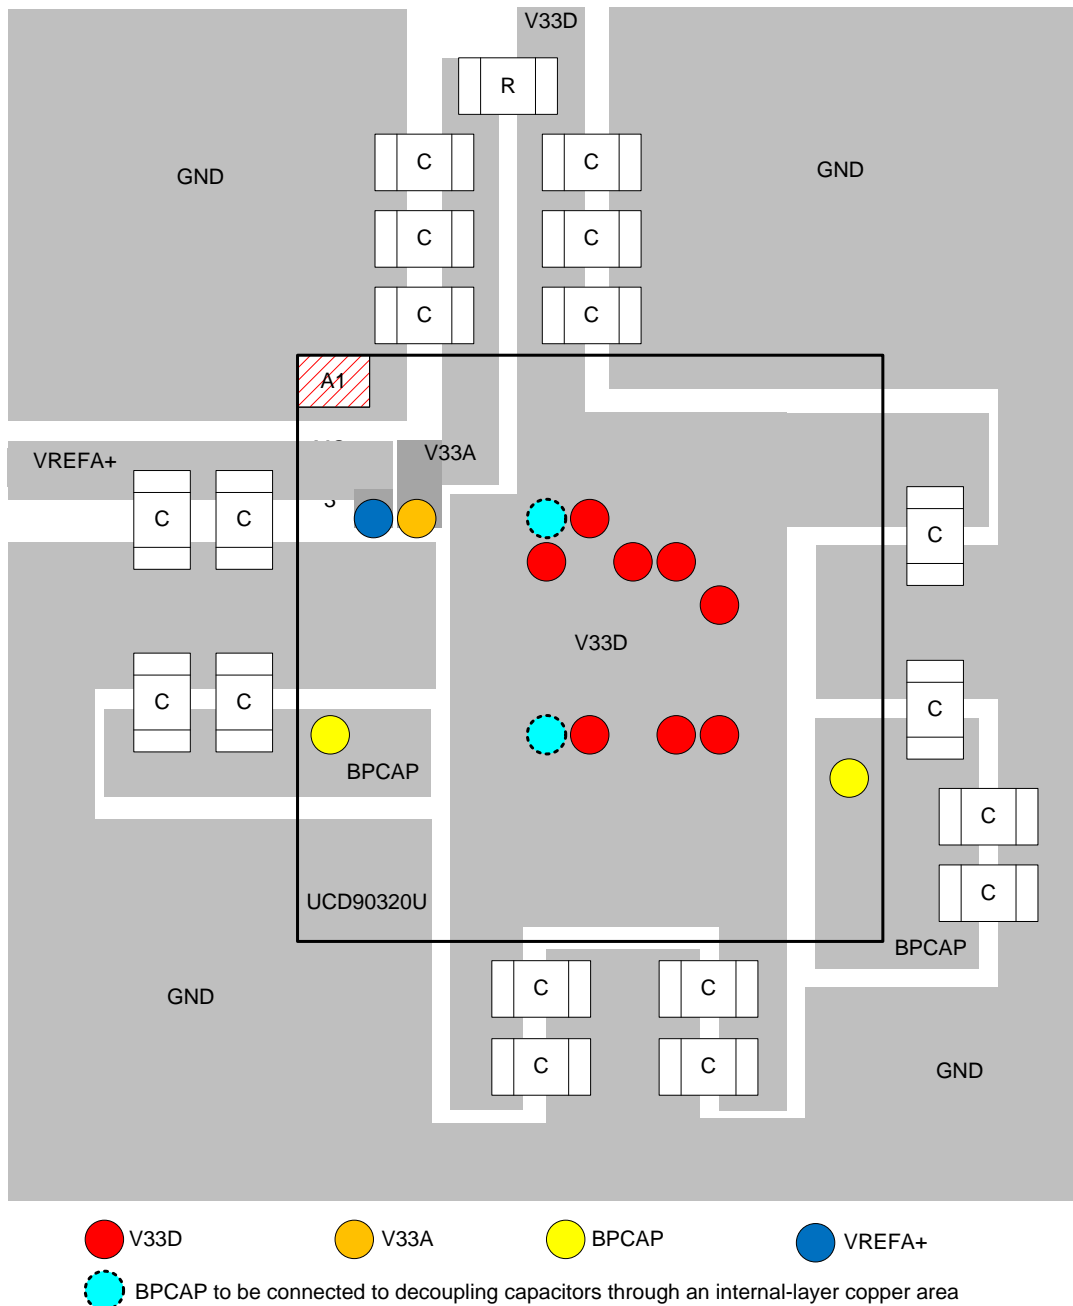 V33D
R
C
C
GND
GND
C
C
C
C
A1
V33A
VREFA+
C
C
C
V33D
C
C
C
BPCAP
C
C
UCD90320U
BPCAP
C
C
GND
C
C
GND
V33D
V33A
BPCAP
VREFA+
BPCAP to be connected to decoupling capacitors through an internal-layer copper area